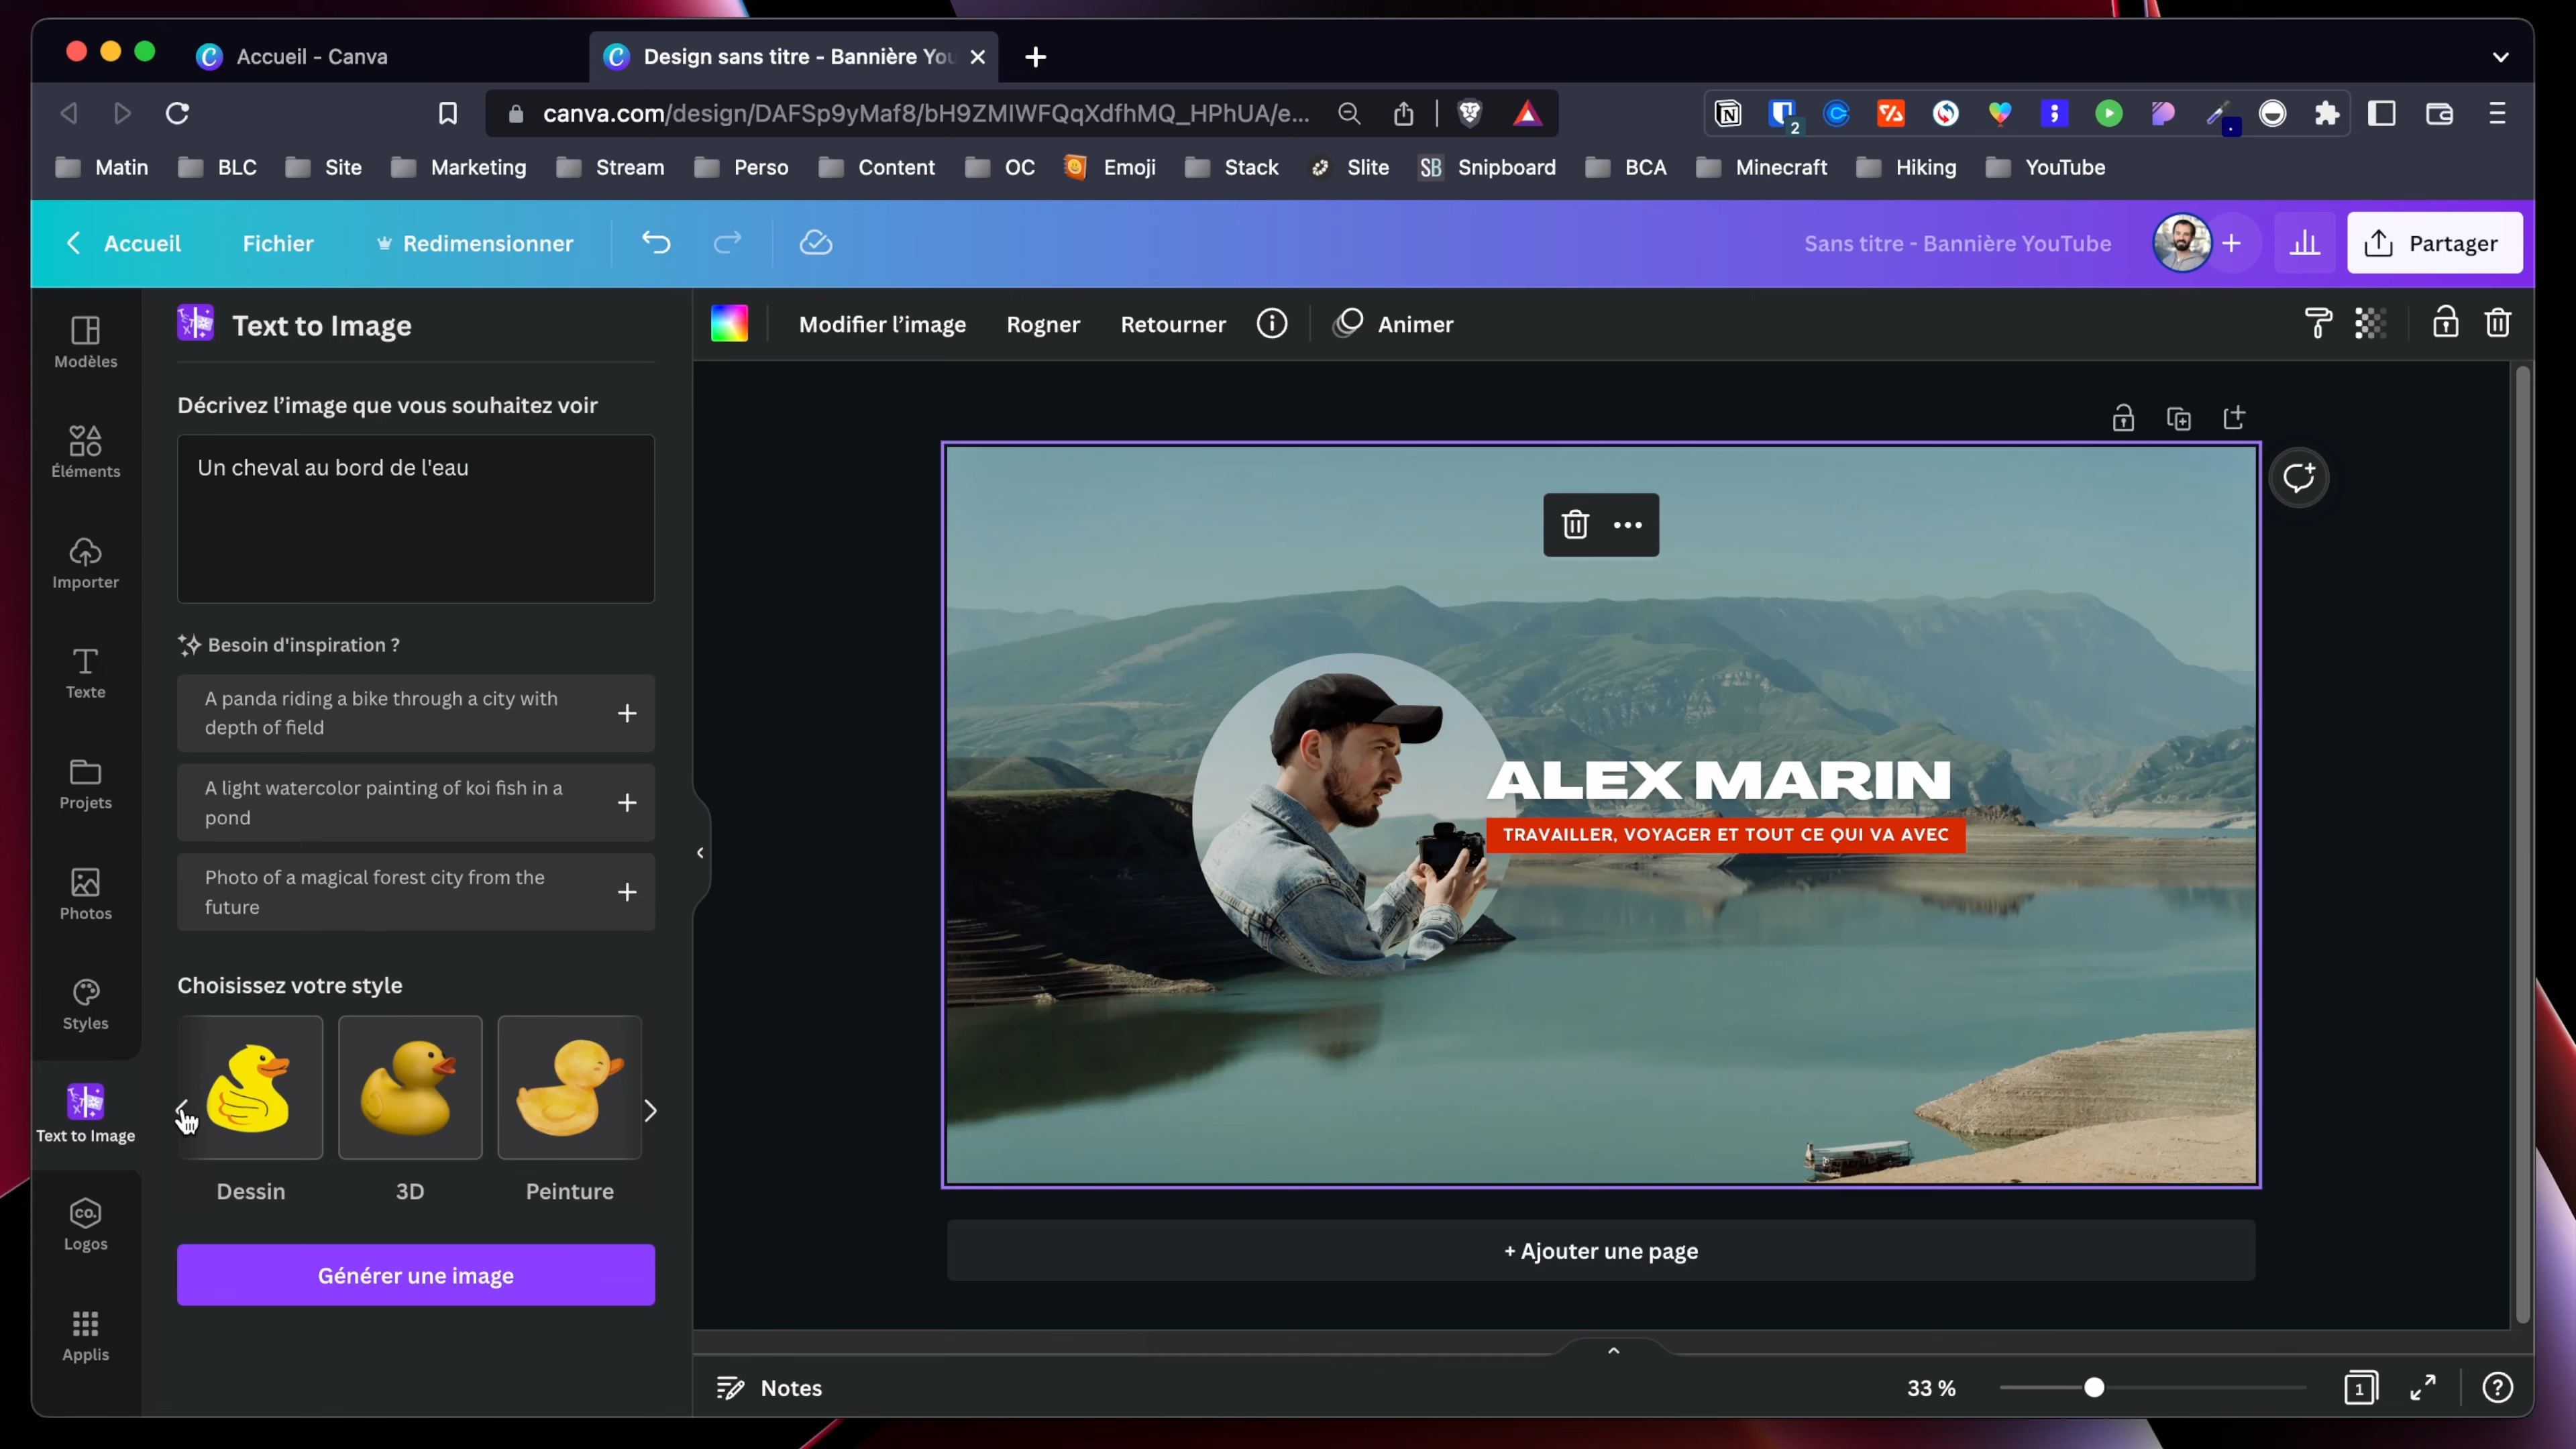 Accueil - Canva
Design sans titre - Bannière You
canva.com/design/DAFSp9yMaf8/bH9ZMIWFQqXdfhMQ_HPhUA/e...
2
Matin
BLC
Site
Marketing
Stream
Perso
Content
OC
Emoji
Stack
Slite
SB
Snipboard
BCA
Minecraft
Hiking
YouTube
Accueil
Fichier
Redimensionner
Sans titre - Bannière YouTube
Partager
Modèles
Éléments
Importer
Texte
Projets
Photos
Styles
Text to Image
CO.
Logos
Applis
Text to Image
Décrivez l’image que vous souhaitez voir
Un cheval au bord de l'eau
Besoin d'inspiration ?
A panda riding a bike through a city with
depth of field
A light watercolor painting of koi fish in a
pond
Photo of a magical forest city from the
future
Choisissez votre style
Dessin
3D
Peinture
Générer une image
Modifier l’image
Rogner
Retourner
Animer
ALEX MARIN
TRAVAILLER, VOYAGER ET TOUT CE QUI VA AVEC
+ Ajouter une page
Notes
33 %
1